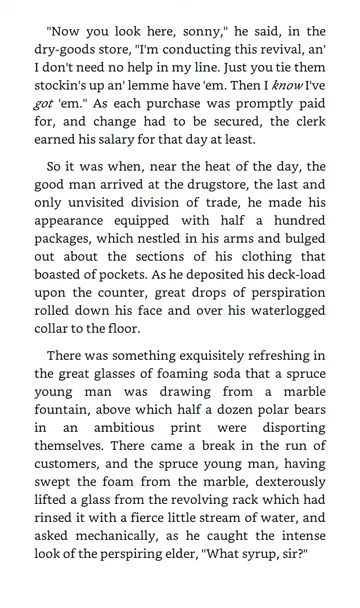 "Now you look here, sonny," he said, in the
dry-goods store, "I'm conducting this revival, an'
I don't need no help in my line. Just you tie them
stockin's up an' lemme have 'em. Then I know I've
got 'em." As each purchase was promptly paid
for, and change had to be secured, the clerk
earned his salary for that day at least.
So it was when, near the heat of the day, the
good man arrived at the drugstore, the last and
only unvisited division of trade, he made his
appearance equipped with half a hundred
packages, which nestled in his arms and bulged
out about the sections of his clothing that
boasted of pockets. As he deposited his deck-load
upon the counter, great drops of perspiration
rolled down his face and over his waterlogged
collar to the floor.
There was something exquisitely refreshing in
the great glasses of foaming soda that a spruce
young man was drawing from a marble
fountain, above which half a dozen polar bears
in an ambitious print were disporting
themselves. There came a break in the run of
customers, and the spruce young man, having
swept the foam from the marble, dexterously
lifted a glass from the revolving rack which had
rinsed it with a fierce little stream of water, and
asked mechanically, as he caught the intense
look of the perspiring elder, "What syrup, sir?"